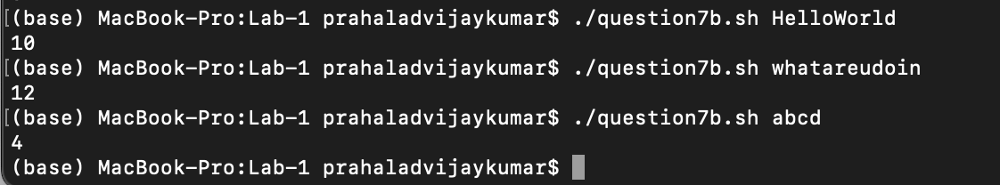 [(base) MacBook-Pro:Lab-1 prahaladvijaykumar$ ./question7b.sh HelloWorld
10
[(base) MacBook-Pro:Lab-1 prahaladvijaykumar$ ./question7b.sh whatareudoin
12
[(base) MacBook-Pro:Lab-1 prahaladvijaykumar$ ./question7b.sh abcd
4
(base) MacBook-Pro:Lab-1 prahaladvijaykumar$